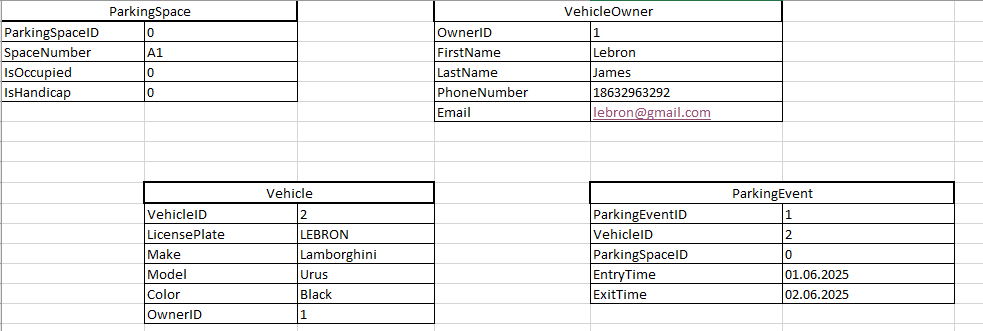 ParkingSpace
ParkingSpaceID 0
SpaceNumber A1
IsOccupied 0
IsHandicap 0
VehicleOwner
OwnerID 1
FirstName Lebron
LastName James
PhoneNumber 18632963292
Email lebron@gmail.com
Vehicle
VehicleID 2
LicensePlate LEBRON
Make Lamborghini
Model Urus
Color Black
OwnerID 1
ParkingEvent
ParkingEventID 1
VehicleID 2
ParkingSpaceID 0
EntryTime 01.06.2025
ExitTime 02.06.2025